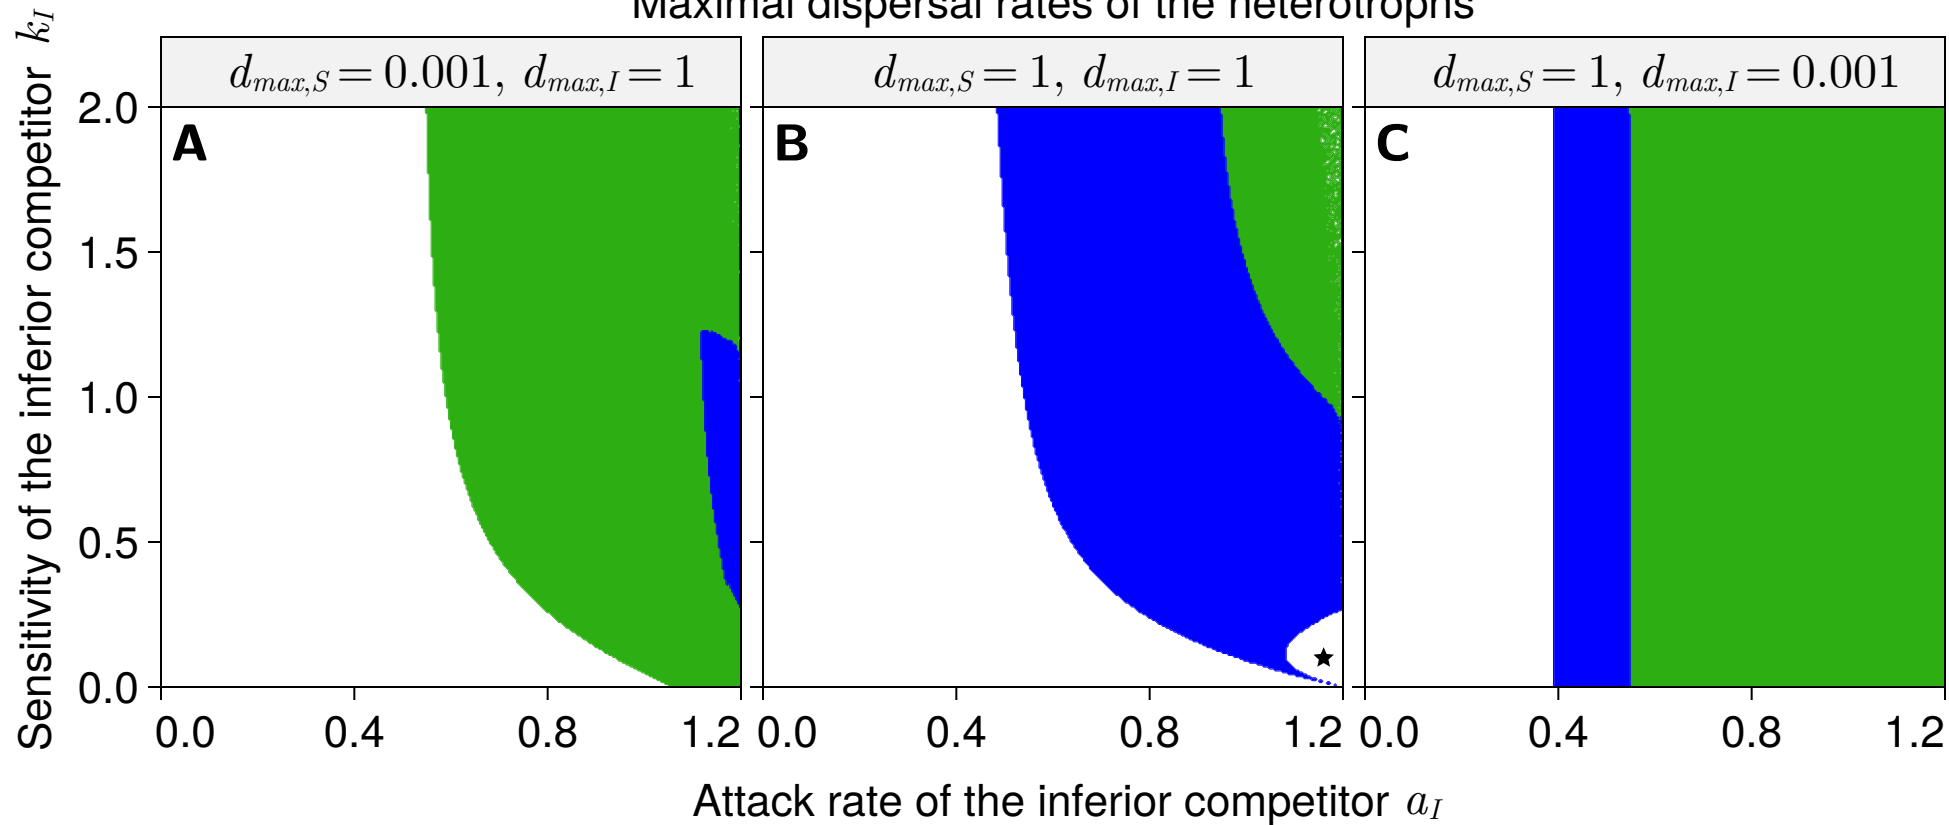 Maximal dispersal rates of the heterotrophs
d_max,S = 0.001, d_max,I = 1
d_max,S = 1, d_max,I = 1
d_max,S = 1, d_max,I = 0.001
Sensitivity of the inferior competitor k_I
2.0
1.5
1.0
0.5
0.0
A
B
C
0.0 0.4 0.8 1.2
0.0 0.4 0.8 1.2
0.0 0.4 0.8 1.2
Attack rate of the inferior competitor a_I